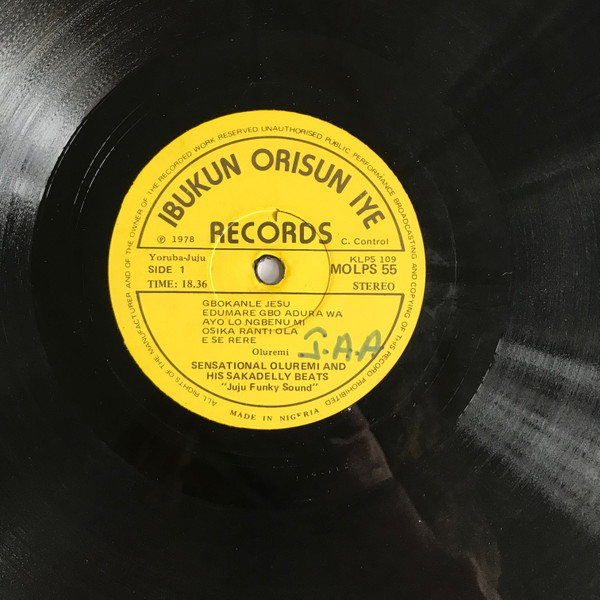 ALL RIGHTS OF THE MANUFACTURER AND OF THE OWNER OF THE RECORDED WORK RESERVED. UNAUTHORISED PUBLIC PERFORMANCE BROADCASTING AND COPYING OF THIS RECORD PROHIBITED
IBUKUN ORISUN IYE
RECORDS
℗ 1978
C. Control
Yoruba-Juju
KLPS 109
SIDE 1
MOLPS 55
TIME: 18.36
STEREO
GBOKANLE JESU
EDUMARE GBO ADURA WA
AYO LO NGBENU MI
OSIKA RANTI OLA
E SE RERE
Oluremi
J.A.A
SENSATIONAL OLUREMI AND
HIS SAKADELLY BEATS
"Juju Funky Sound"
MADE IN NIGERIA